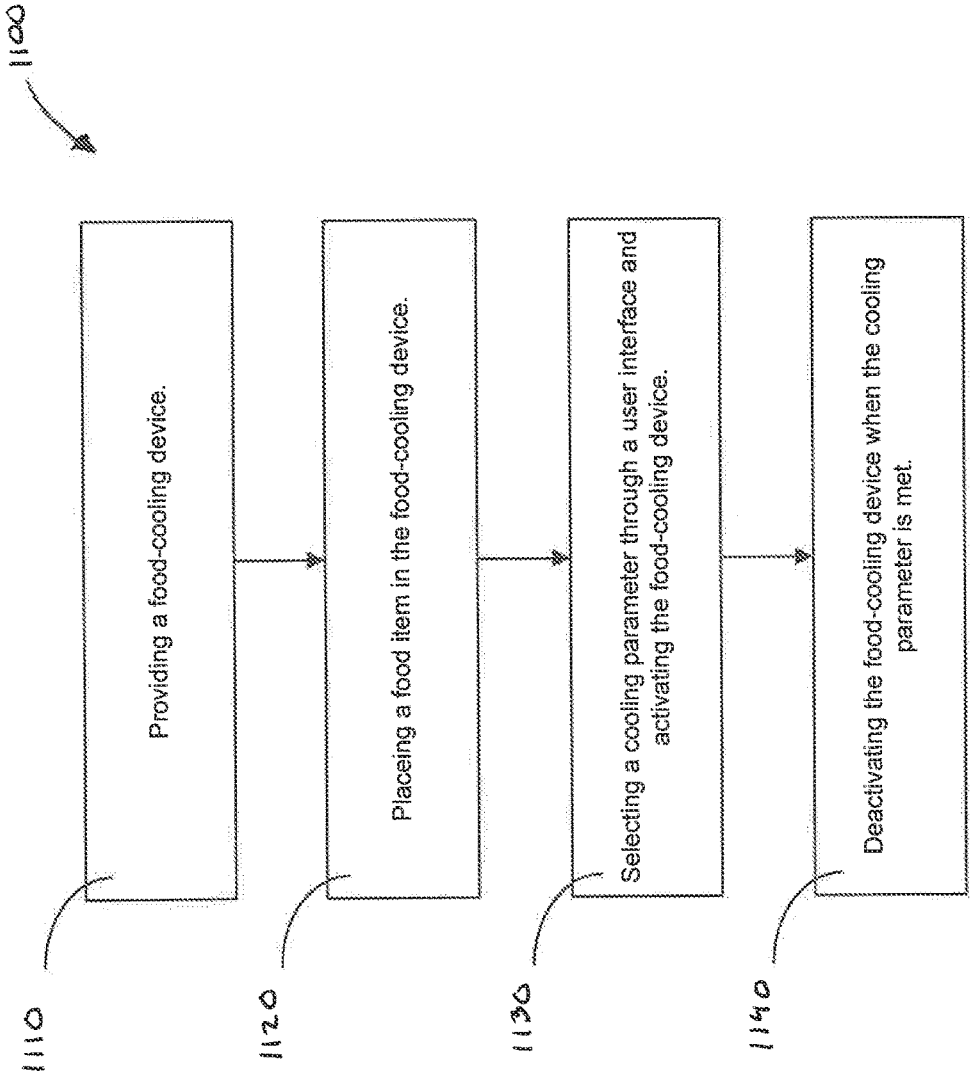 1100
1110
Providing a food-cooling device.
1120
Placeing a food item in the food-cooling device.
1130
Selecting a cooling parameter through a user interface and
activating the food-cooling device.
1140
Deactivating the food-cooling device when the cooling
parameter is met.